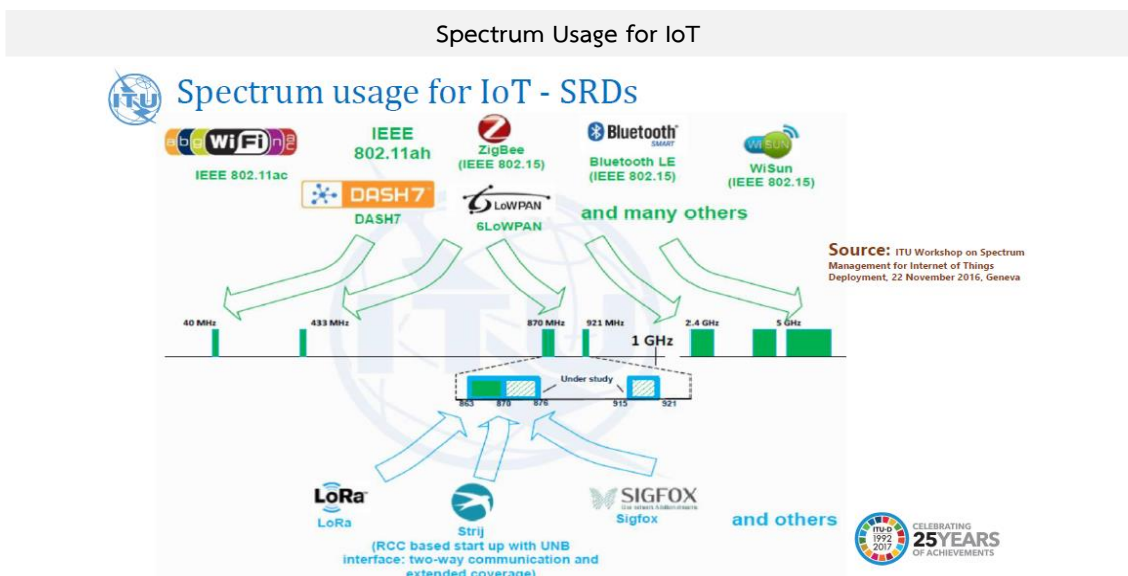 Spectrum Usage for IoT
ITU
Spectrum usage for IoT - SRDs
a b g WiFi n
IEEE 802.11ac
IEEE
802.11ah
ZigBee
(IEEE 802.15)
Bluetooth
SMART
Bluetooth LE
(IEEE 802.15)
WiSUN
WiSun
(IEEE 802.15)
DASH7
DASH7
6LoWPAN
6LoWPAN
and many others
Source: ITU Workshop on Spectrum
Management for Internet of Things
Deployment, 22 November 2016, Geneva
40 MHz
433 MHz
870 MHz
921 MHz
1 GHz
2.4 GHz
5 GHz
Under study
863
870
876
915
921
LoRa
LoRa
Strij
(RCC based start up with UNB
interface: two-way communication and
extended coverage)
SIGFOX
Sigfox
and others
ITU-D
1992
2017
CELEBRATING
25YEARS
OF ACHIEVEMENTS